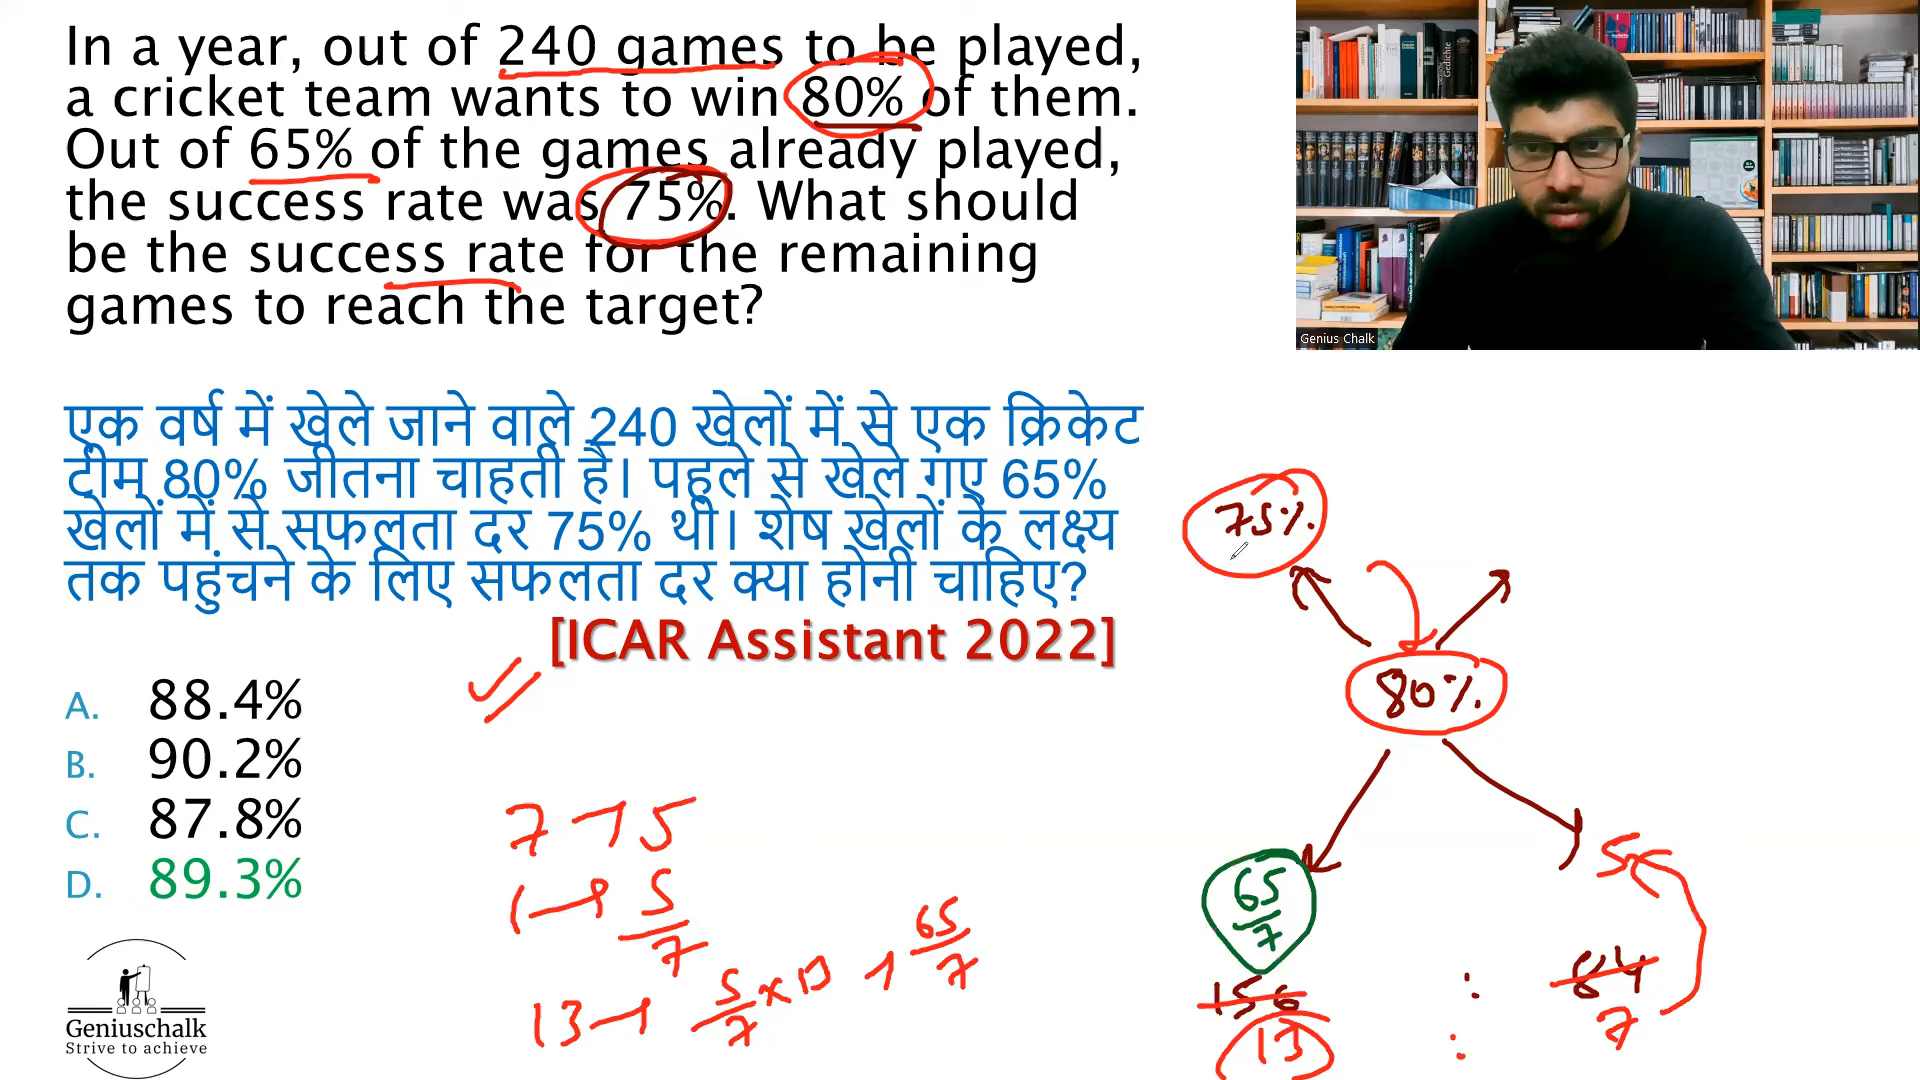 In a year, out of 240 games to be played,
a cricket team wants to win 80% of them.
Out of 65% of the games already played,
the success rate was 75%. What should
be the success rate for the remaining
games to reach the target?
Genius Chalk
एक वर्ष में खेले जाने वाले 240 खेलों में से एक क्रिकेट
टीम 80% जीतना चाहती है। पहले से खेले गए 65%
खेलों में से सफलता दर 75% थी। शेष खेलों के लक्ष्य
तक पहुंचने के लिए सफलता दर क्या होनी चाहिए?
[ICAR Assistant 2022]
A. 88.4%
B. 90.2%
C. 87.8%
D. 89.3%
75%
80%
65/7
5
156 : 84
13 : 7
7 → 5
1 → 5/7
13 → 5/7 × 13 → 65/7
Geniuschalk
Strive to achieve